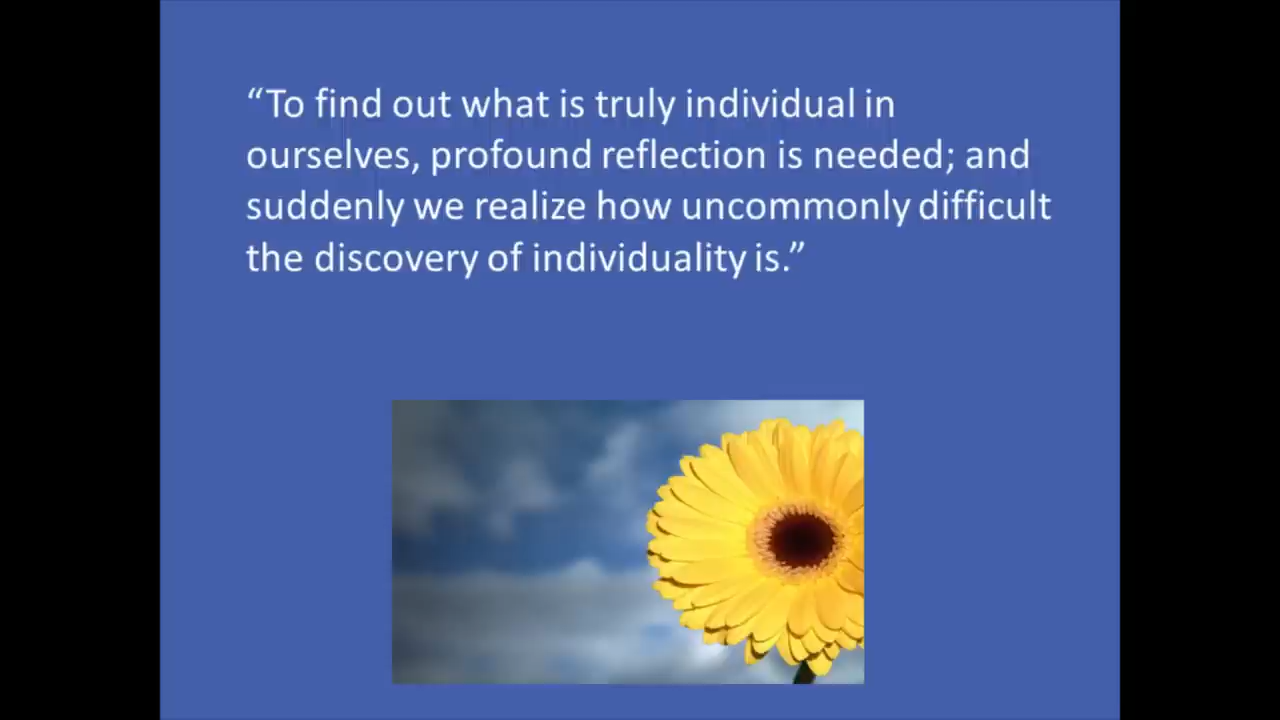 “To find out what is truly individual in
ourselves, profound reflection is needed; and
suddenly we realize how uncommonly difficult
the discovery of individuality is.”